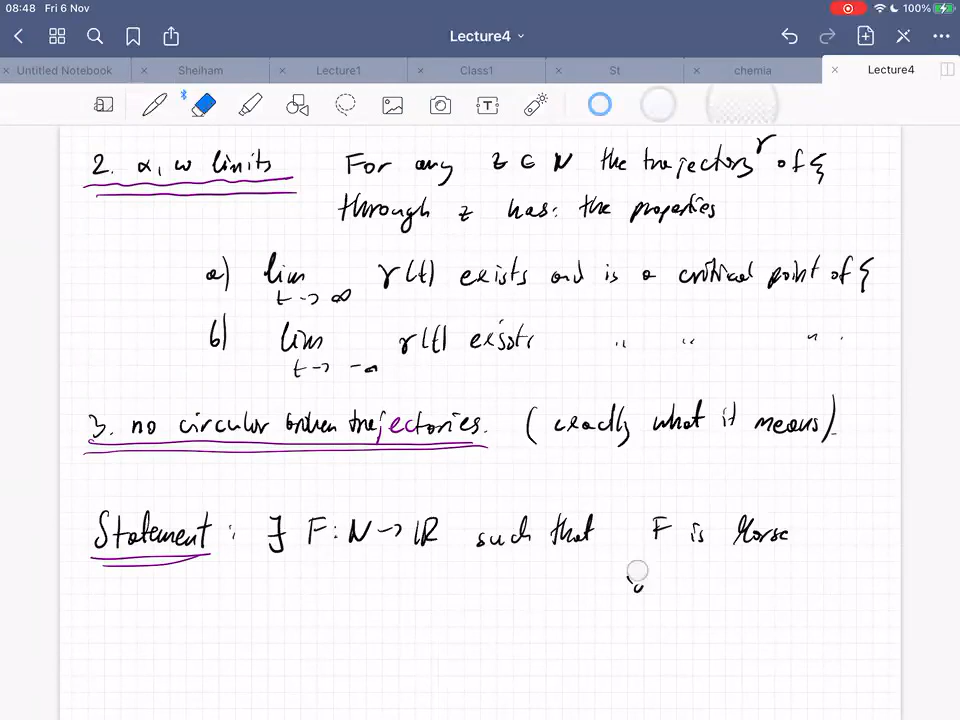 08:48 Fri 6 Nov 100%
Lecture4
Untitled Notebook Sheiham Lecture1 Class1 St chemia Lecture4
2. α, ω limits For any z ∈ N the trajectory γ of ξ
through z has: the properties
a) lim t→∞ γ(t) exists and is a critical point of ξ
b) lim t→-∞ γ(t) exists " " " .
3. no circular broken trajectories. (exactly what it means).
Statement: ∃ F: N → ℝ such that F is Morse